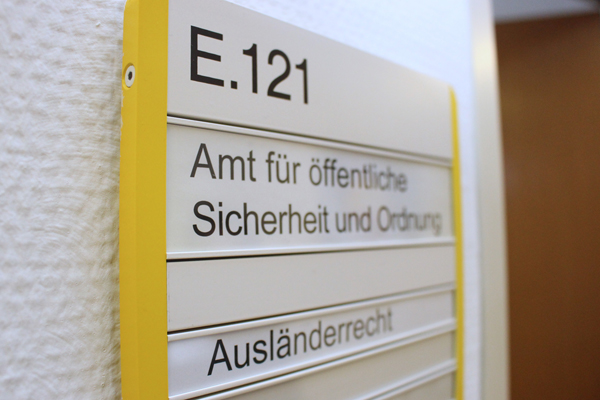 E.121
Amt für öffentliche
Sicherheit und Ordnung
Ausländerrecht